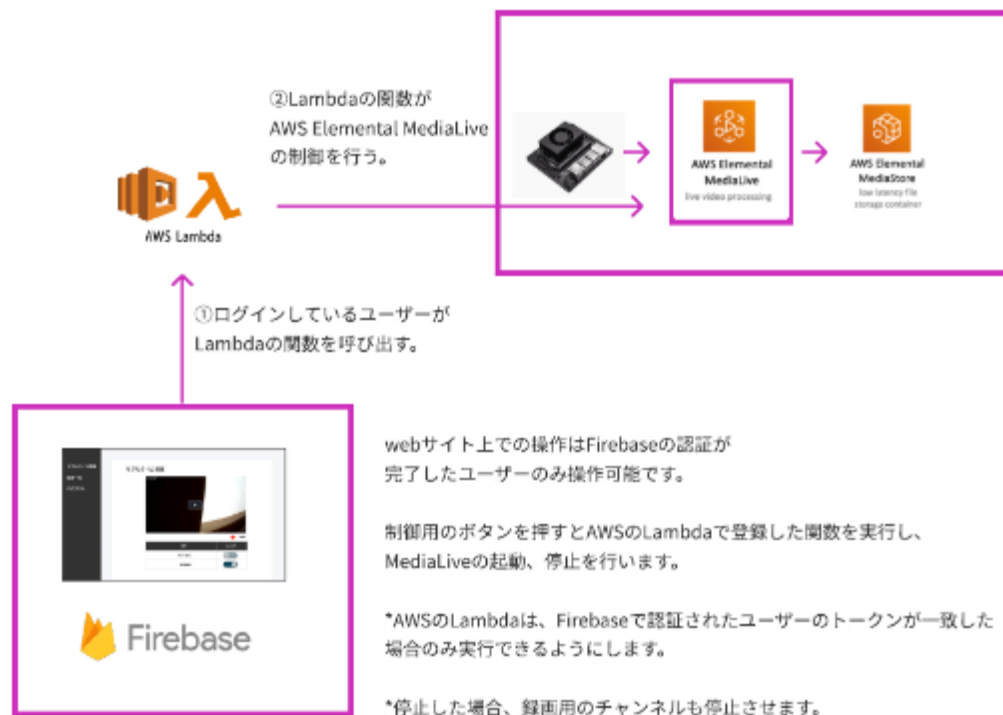 ②Lambdaの関数が
AWS Elemental MediaLive
の制御を行う。
AWS Elemental
MediaLive
live video processing
AWS Elemental
MediaStore
low latency file
storage container
AWS Lambda
①ログインしているユーザーが
Lambdaの関数を呼び出す。
webサイト上での操作はFirebaseの認証が
完了したユーザーのみ操作可能です。
制御用のボタンを押すとAWSのLambdaで登録した関数を実行し、
MediaLiveの起動、停止を行います。
*AWSのLambdaは、Firebaseで認証されたユーザーのトークンが一致した
場合のみ実行できるようにします。
*停止した場合、録画用のチャンネルも停止させます。
Firebase